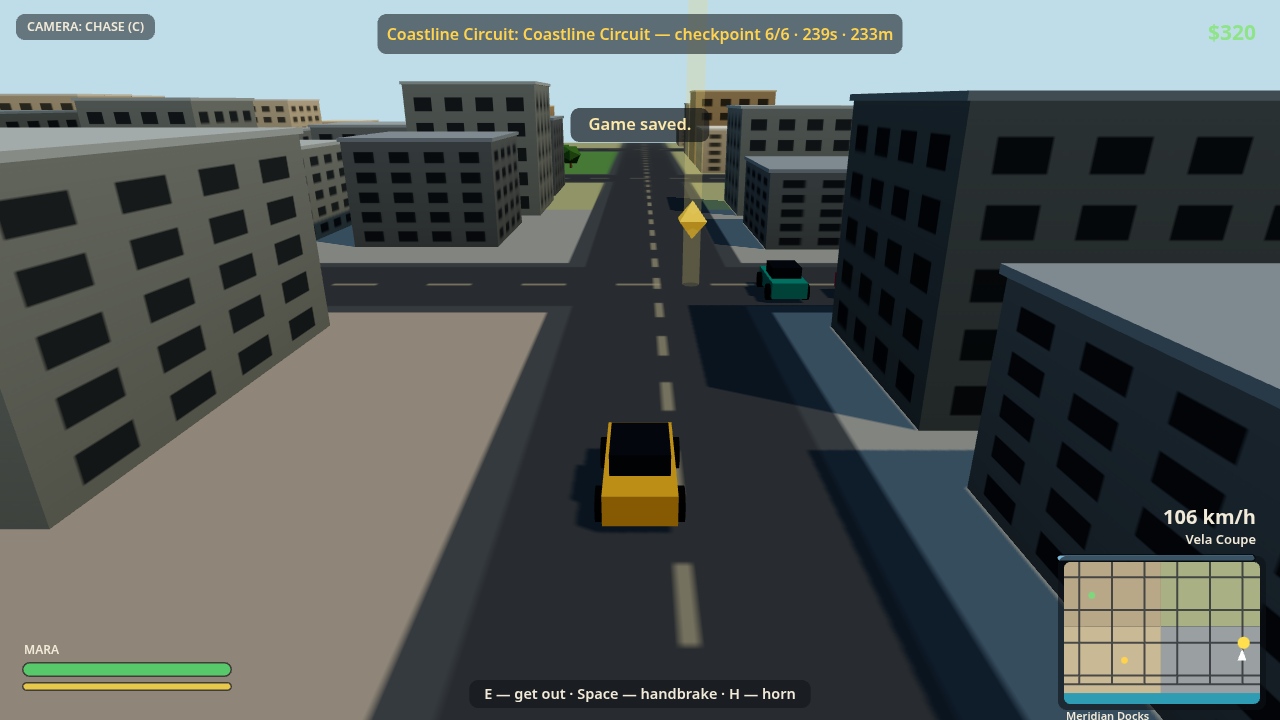 CAMERA: CHASE (C)
Coastline Circuit: Coastline Circuit — checkpoint 6/6 · 239s · 233m
$320
Game saved.
106 km/h
Vela Coupe
MARA
E — get out · Space — handbrake · H — horn
Meridian Docks